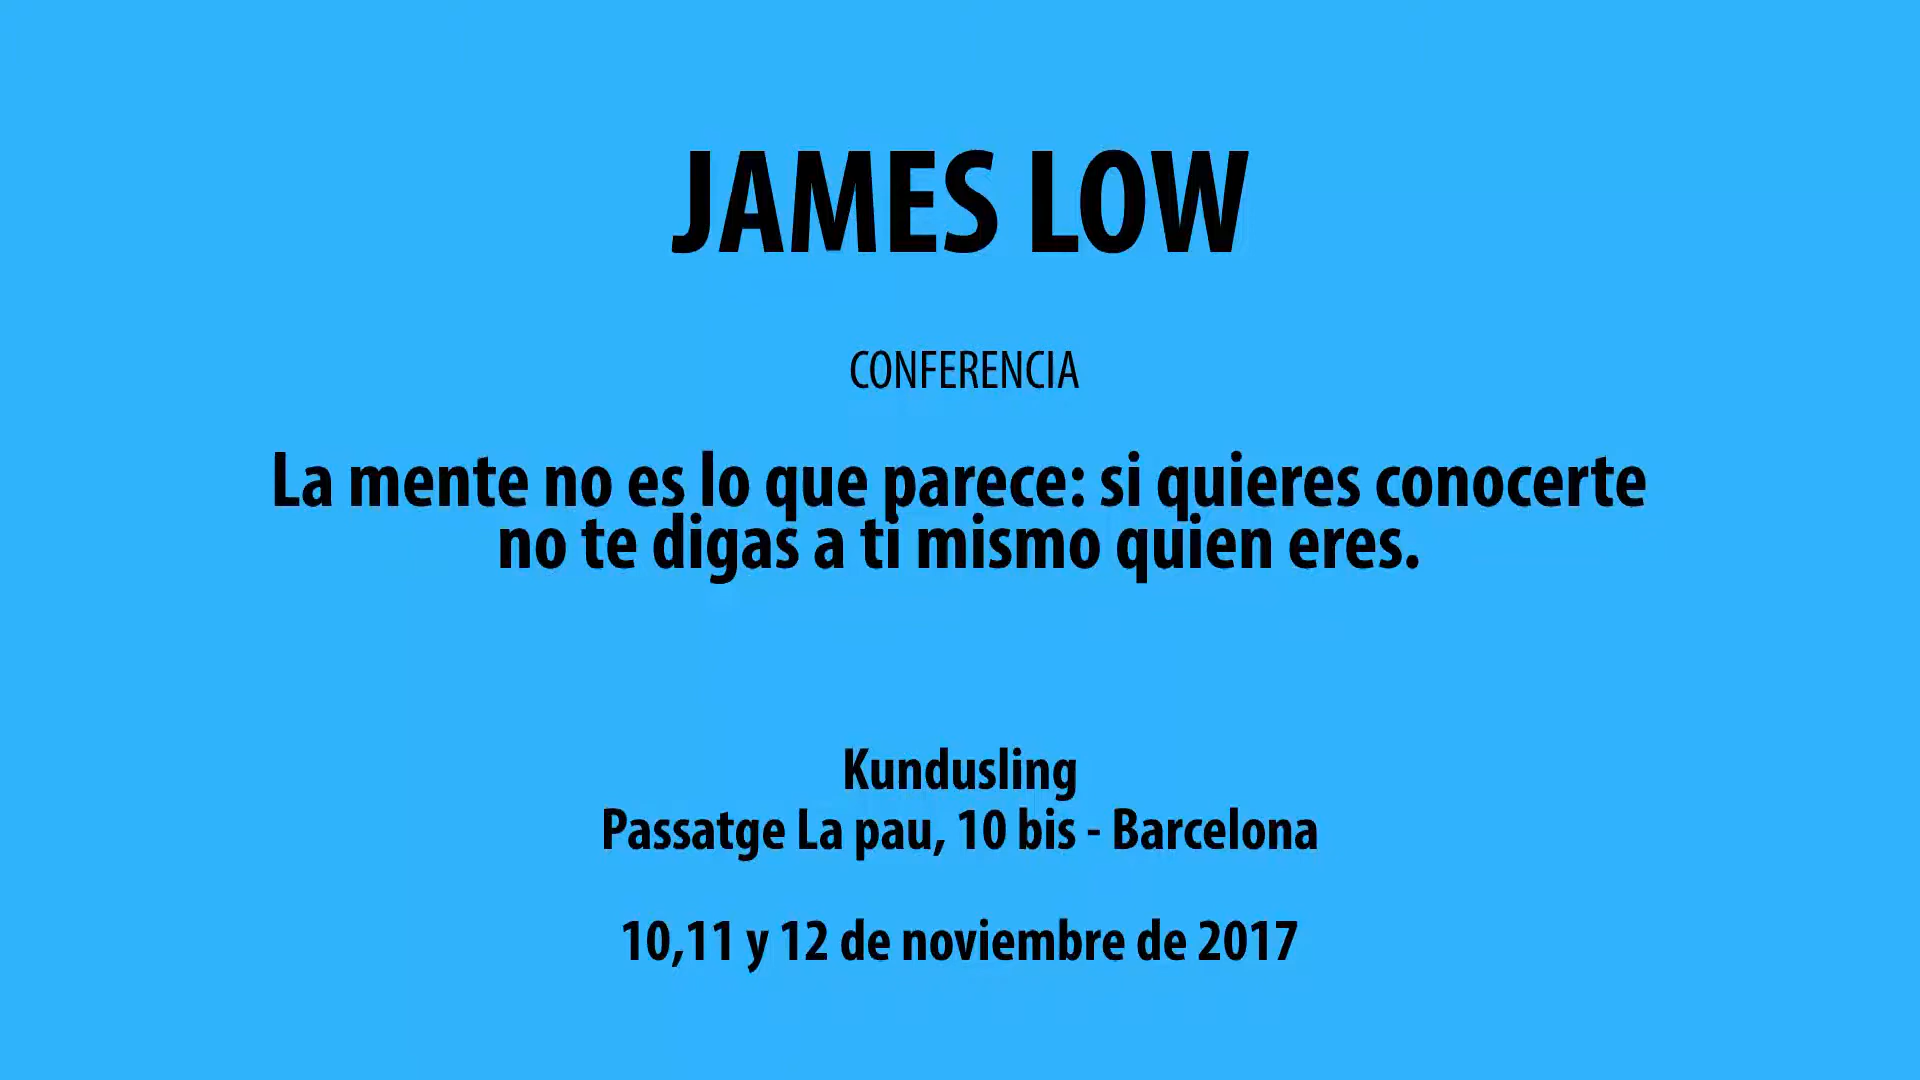 JAMES LOW
CONFERENCIA
La mente no es lo que parece: si quieres conocerte
no te digas a ti mismo quien eres.
Kundusling
Passatge La pau, 10 bis - Barcelona
10,11 y 12 de noviembre de 2017